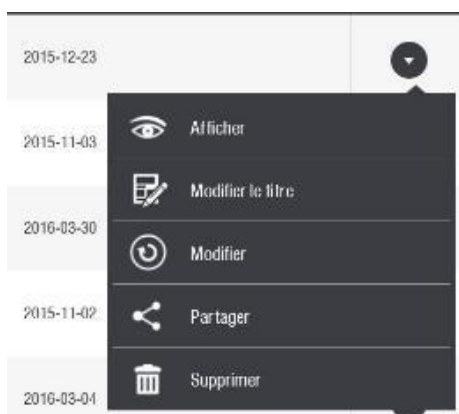 2015-12-23
Afficher
2015-11-03
Modifier le titre
2016-03-30
Modifier
2015-11-02
Partager
Supprimer
2016-03-04